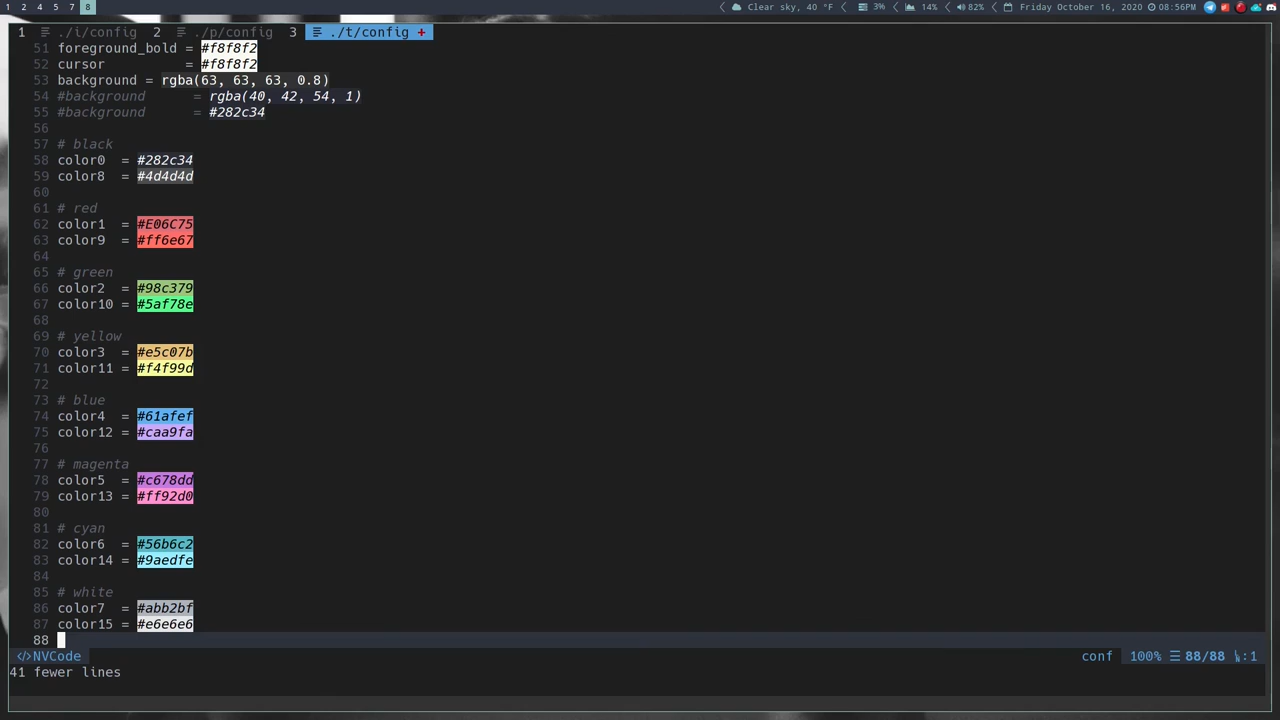 1 2 4 5 7 8 Clear sky, 40 °F 3% 14% 82% Friday October 16, 2020 08:56PM
1 ./i/config 2 ./p/config 3 ./t/config +
51 foreground_bold = #f8f8f2
52 cursor = #f8f8f2
53 background = rgba(63, 63, 63, 0.8)
54 #background = rgba(40, 42, 54, 1)
55 #background = #282c34
56
57 # black
58 color0 = #282c34
59 color8 = #4d4d4d
60
61 # red
62 color1 = #E06C75
63 color9 = #ff6e67
64
65 # green
66 color2 = #98c379
67 color10 = #5af78e
68
69 # yellow
70 color3 = #e5c07b
71 color11 = #f4f99d
72
73 # blue
74 color4 = #61afef
75 color12 = #caa9fa
76
77 # magenta
78 color5 = #c678dd
79 color13 = #ff92d0
80
81 # cyan
82 color6 = #56b6c2
83 color14 = #9aedfe
84
85 # white
86 color7 = #abb2bf
87 color15 = #e6e6e6
88
</>NVCode conf 100% ☰ 88/88 :1
41 fewer lines